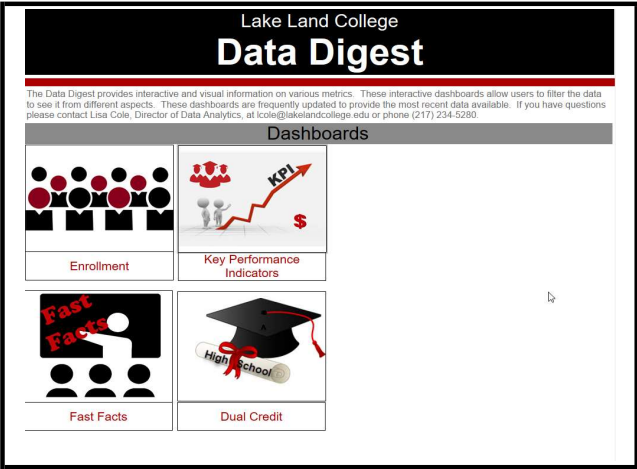 Lake Land College
Data Digest
The Data Digest provides interactive and visual information on various metrics. These interactive dashboards allow users to filter the data
to see it from different aspects. These dashboards are frequently updated to provide the most recent data available. If you have questions
please contact Lisa Cole, Director of Data Analytics, at lcole@lakelandcollege.edu or phone (217) 234-5280.
Dashboards
KPI
$
Enrollment
Key Performance
Indicators
Fast
Facts
High School
Fast Facts
Dual Credit